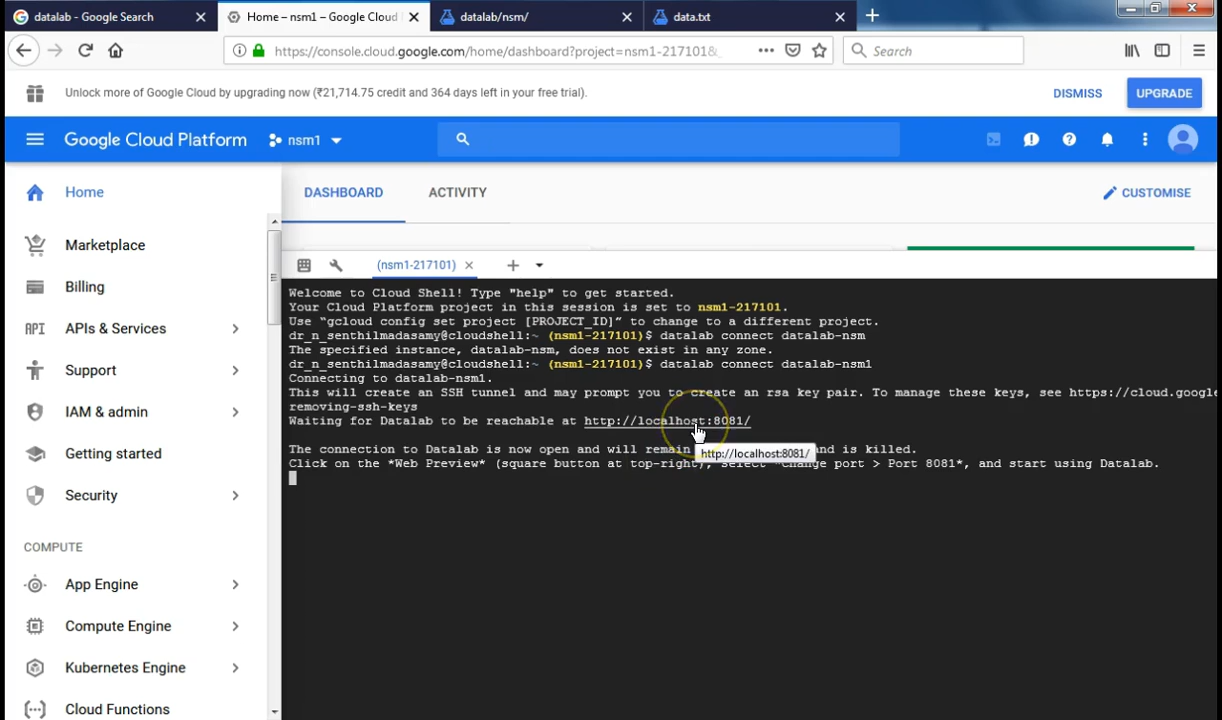 datalab - Google Search
Home – nsm1 – Google Cloud
datalab/nsm/
data.txt
https://console.cloud.google.com/home/dashboard?project=nsm1-217101&
Search
Unlock more of Google Cloud by upgrading now (₹21,714.75 credit and 364 days left in your free trial).
DISMISS
UPGRADE
Google Cloud Platform
nsm1
Home
DASHBOARD
ACTIVITY
CUSTOMISE
Marketplace
Billing
API APIs & Services
Support
IAM & admin
Getting started
Security
COMPUTE
App Engine
Compute Engine
Kubernetes Engine
Cloud Functions
(nsm1-217101)
Welcome to Cloud Shell! Type "help" to get started.
Your Cloud Platform project in this session is set to nsm1-217101.
Use “gcloud config set project [PROJECT_ID]” to change to a different project.
dr_n_senthilmadasamy@cloudshell:~ (nsm1-217101)$ datalab connect datalab-nsm
The specified instance, datalab-nsm, does not exist in any zone.
dr_n_senthilmadasamy@cloudshell:~ (nsm1-217101)$ datalab connect datalab-nsm1
Connecting to datalab-nsm1.
This will create an SSH tunnel and may prompt you to create an rsa key pair. To manage these keys, see https://cloud.google
removing-ssh-keys
Waiting for Datalab to be reachable at http://localhost:8081/
The connection to Datalab is now open and will remain and is killed.
http://localhost:8081/
Click on the *Web Preview* (square button at top-right), select *Change port > Port 8081*, and start using Datalab.